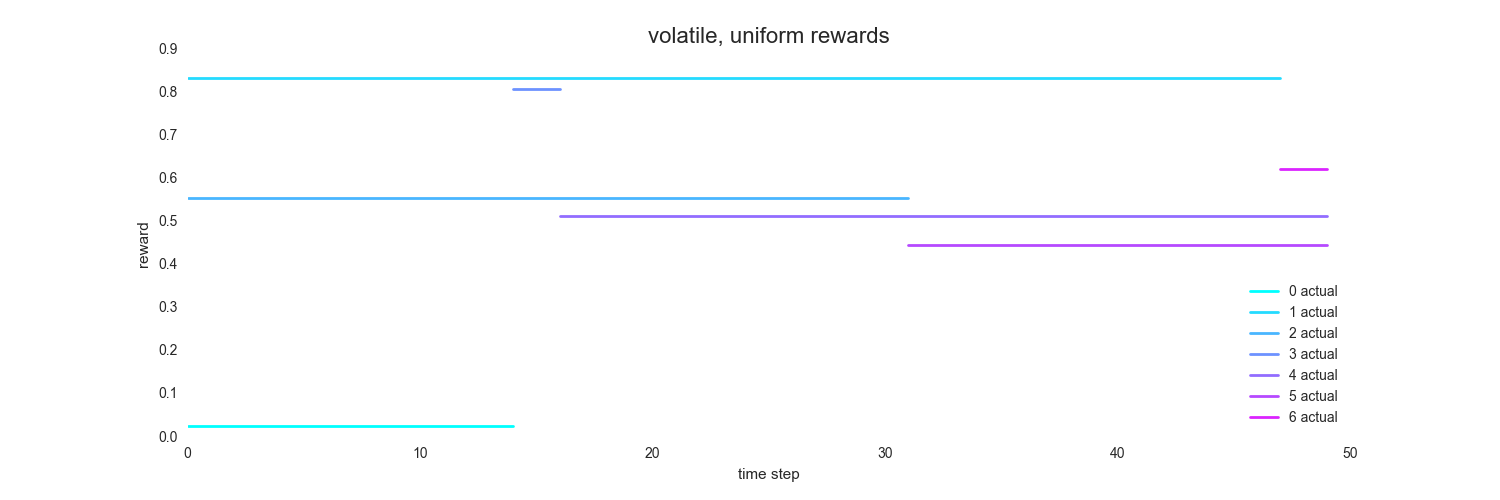 volatile, uniform rewards
0.9
0.8
0.7
0.6
0.5
0.4
0.3
0.2
0.1
0.0
reward
0 actual
1 actual
2 actual
3 actual
4 actual
5 actual
6 actual
0 10 20 30 40 50
time step